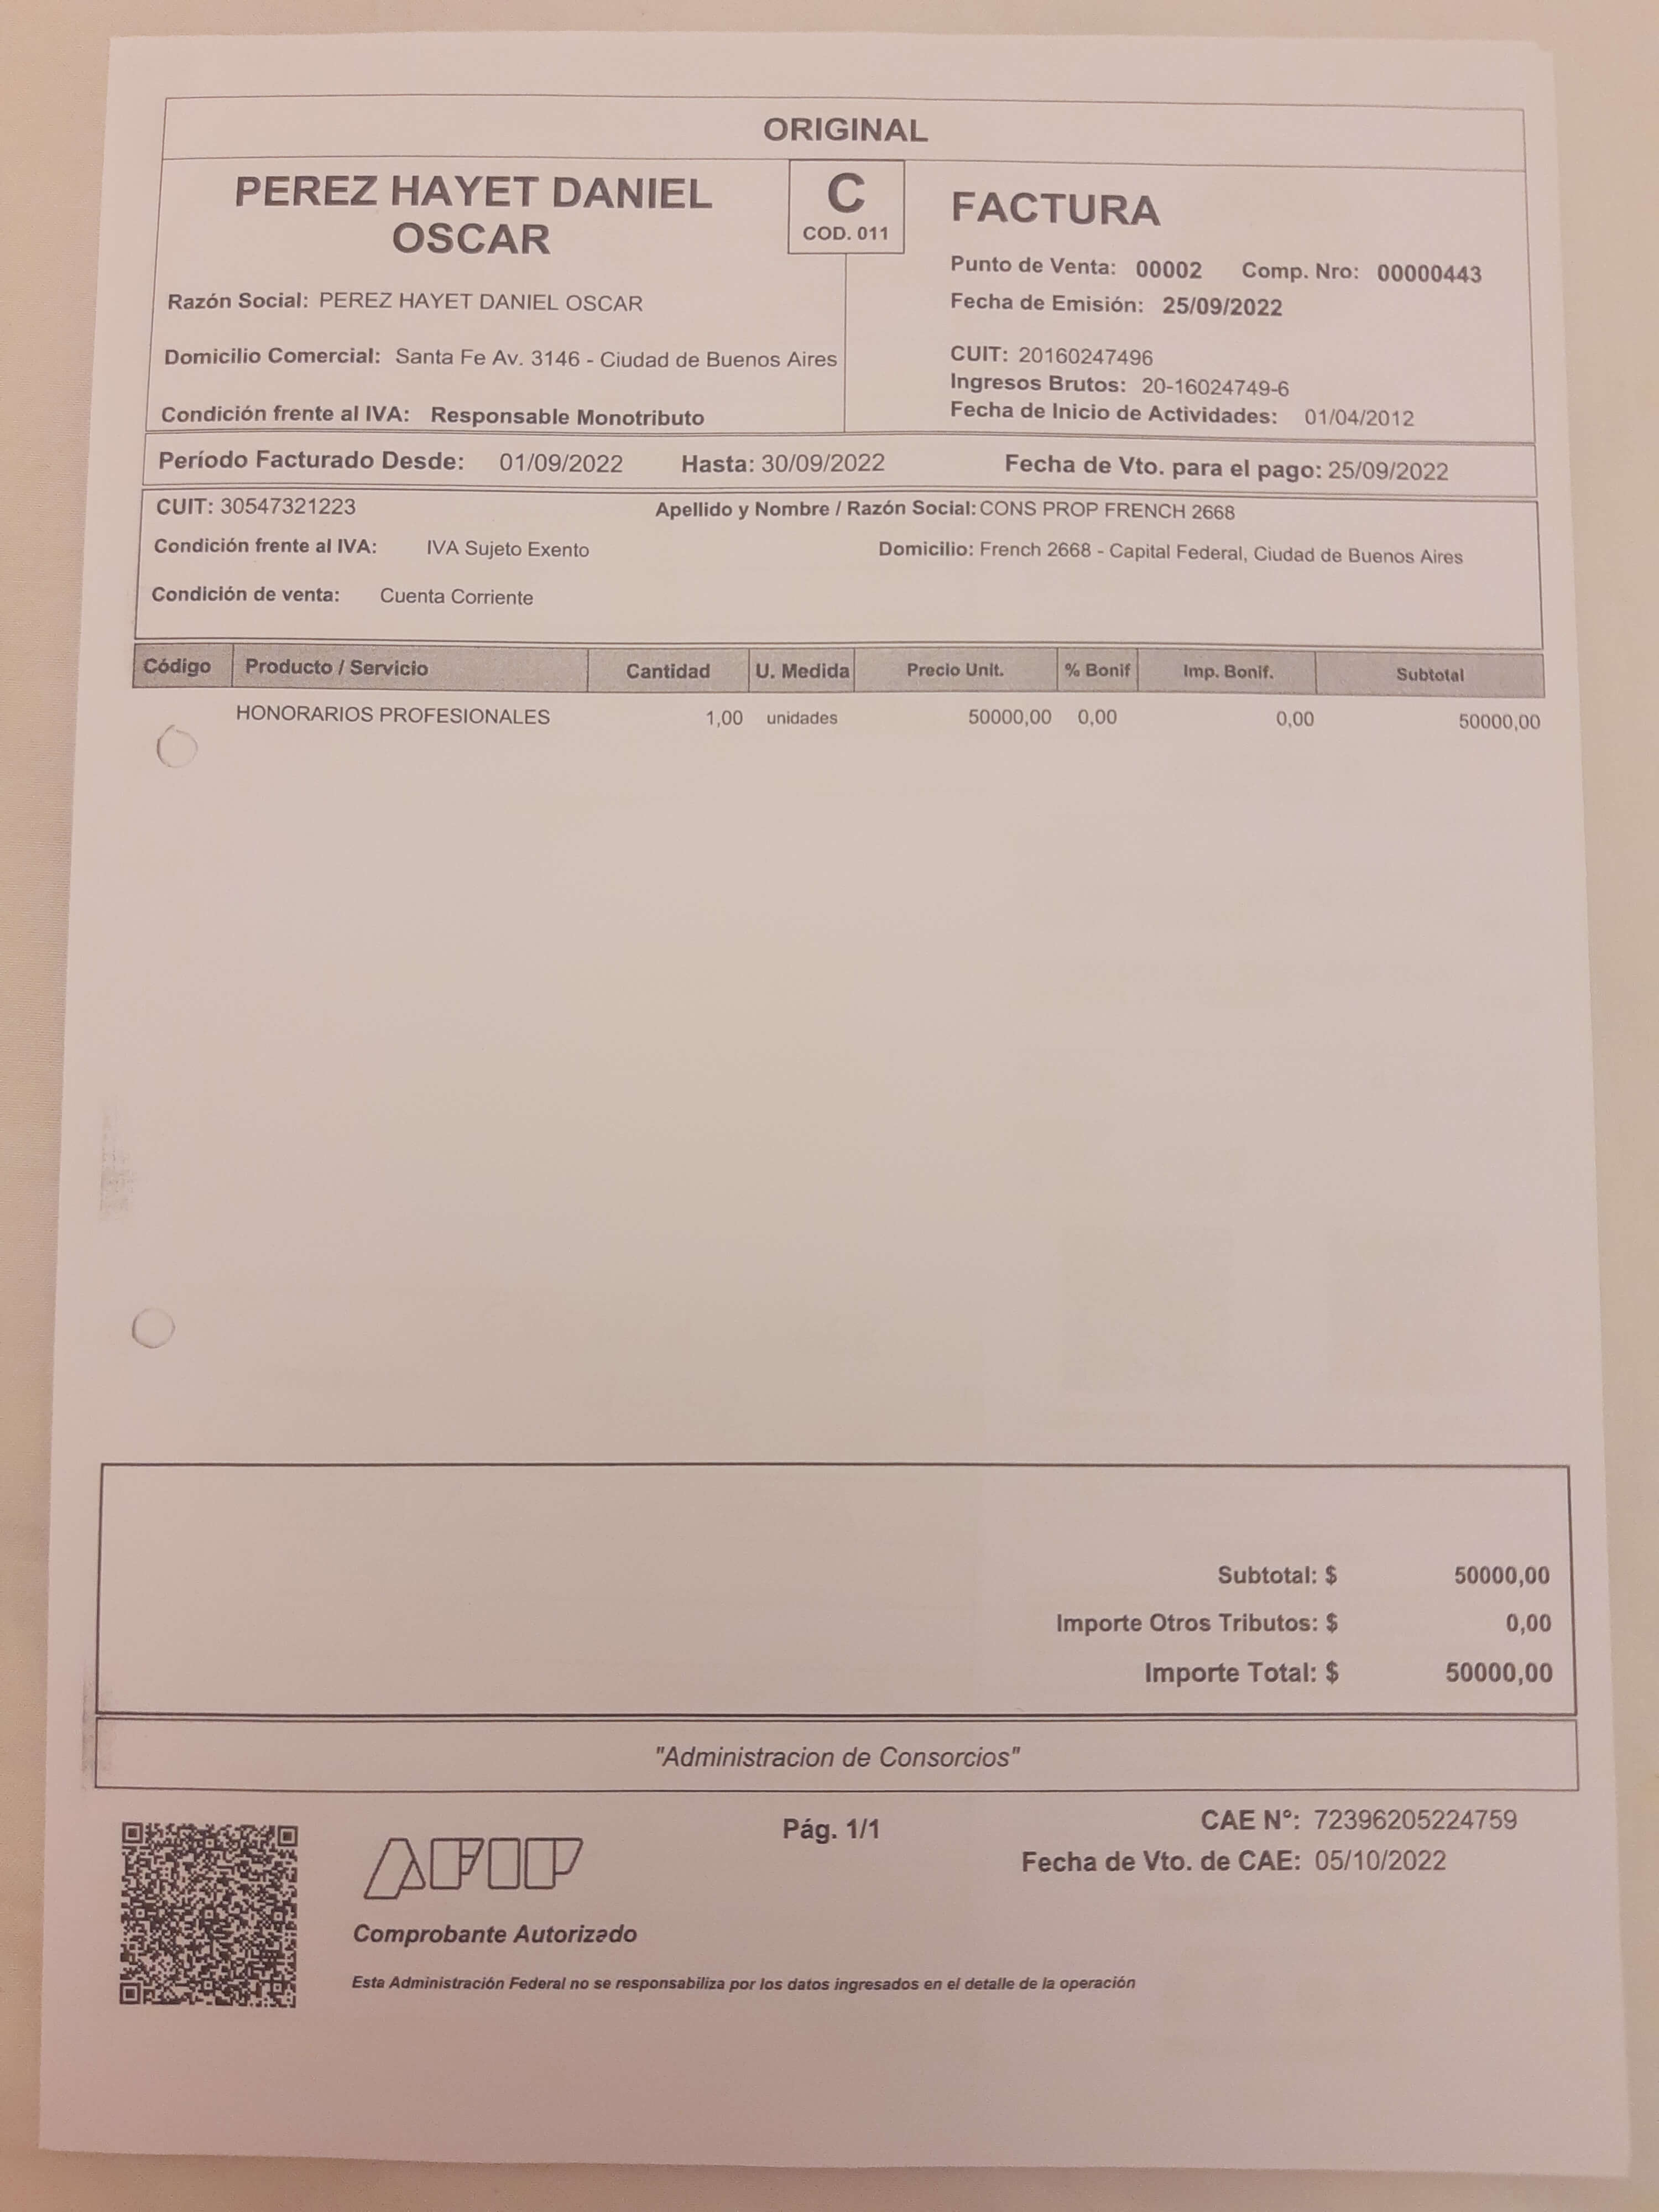 ORIGINAL
PEREZ HAYET DANIEL
OSCAR
C
COD. 011
FACTURA
Punto de Venta: 00002 Comp. Nro: 00000443
Razón Social: PEREZ HAYET DANIEL OSCAR
Fecha de Emisión: 25/09/2022
Domicilio Comercial: Santa Fe Av. 3146 - Ciudad de Buenos Aires
CUIT: 20160247496
Ingresos Brutos: 20-16024749-6
Condición frente al IVA: Responsable Monotributo
Fecha de Inicio de Actividades: 01/04/2012
Período Facturado Desde: 01/09/2022 Hasta: 30/09/2022 Fecha de Vto. para el pago: 25/09/2022
CUIT: 30547321223 Apellido y Nombre / Razón Social: CONS PROP FRENCH 2668
Condición frente al IVA: IVA Sujeto Exento Domicilio: French 2668 - Capital Federal, Ciudad de Buenos Aires
Condición de venta: Cuenta Corriente
Código Producto / Servicio Cantidad U. Medida Precio Unit. % Bonif Imp. Bonif. Subtotal
HONORARIOS PROFESIONALES 1,00 unidades 50000,00 0,00 0,00 50000,00
Subtotal: $ 50000,00
Importe Otros Tributos: $ 0,00
Importe Total: $ 50000,00
"Administracion de Consorcios"
Pág. 1/1
CAE N°: 72396205224759
Fecha de Vto. de CAE: 05/10/2022
AFIP
Comprobante Autorizado
Esta Administración Federal no se responsabiliza por los datos ingresados en el detalle de la operación